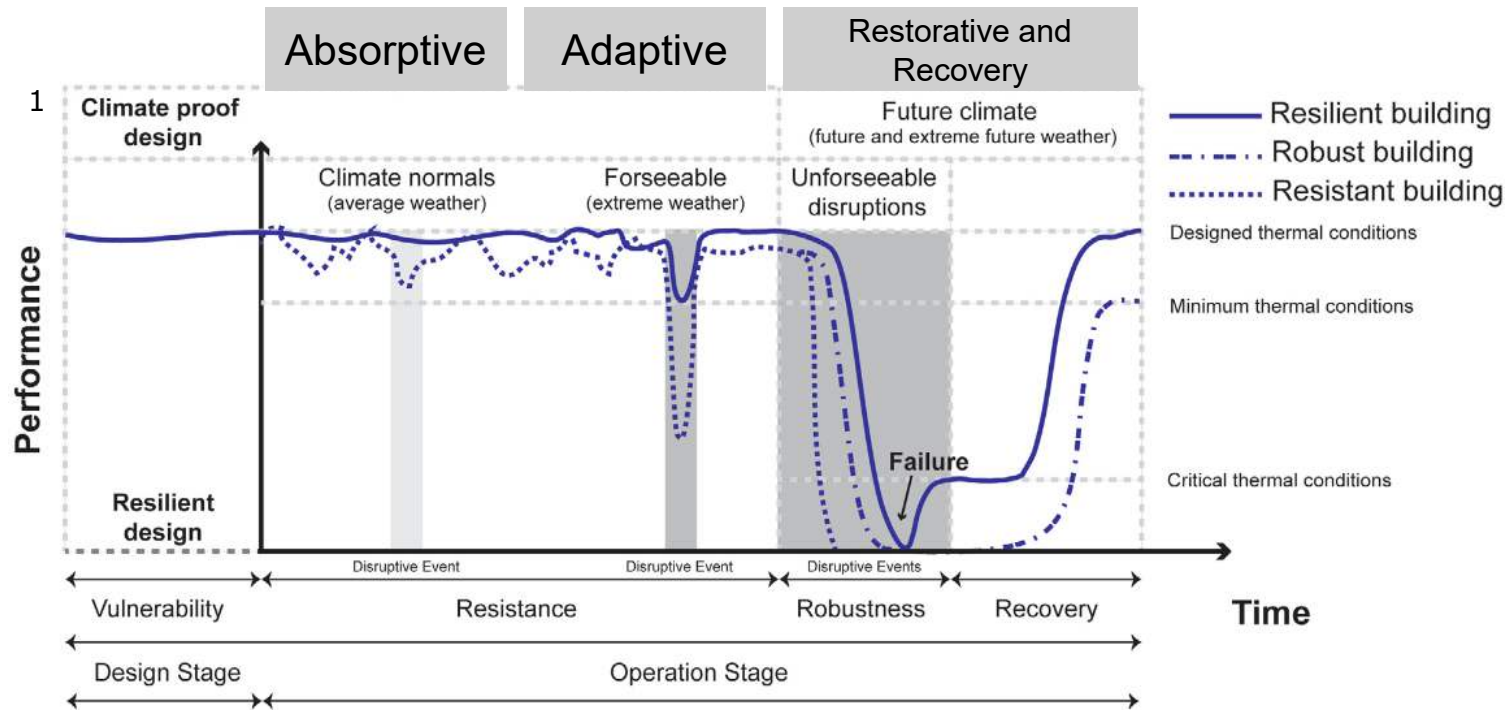 Absorptive
Adaptive
Restorative and
Recovery
1
Climate proof
design
Future climate
(future and extreme future weather)
Resilient building
Robust building
Resistant building
Climate normals
(average weather)
Forseeable
(extreme weather)
Unforseeable
disruptions
Designed thermal conditions
Minimum thermal conditions
Performance
Failure
Critical thermal conditions
Resilient
design
Disruptive Event
Disruptive Event
Disruptive Events
Vulnerability
Resistance
Robustness
Recovery
Time
Design Stage
Operation Stage